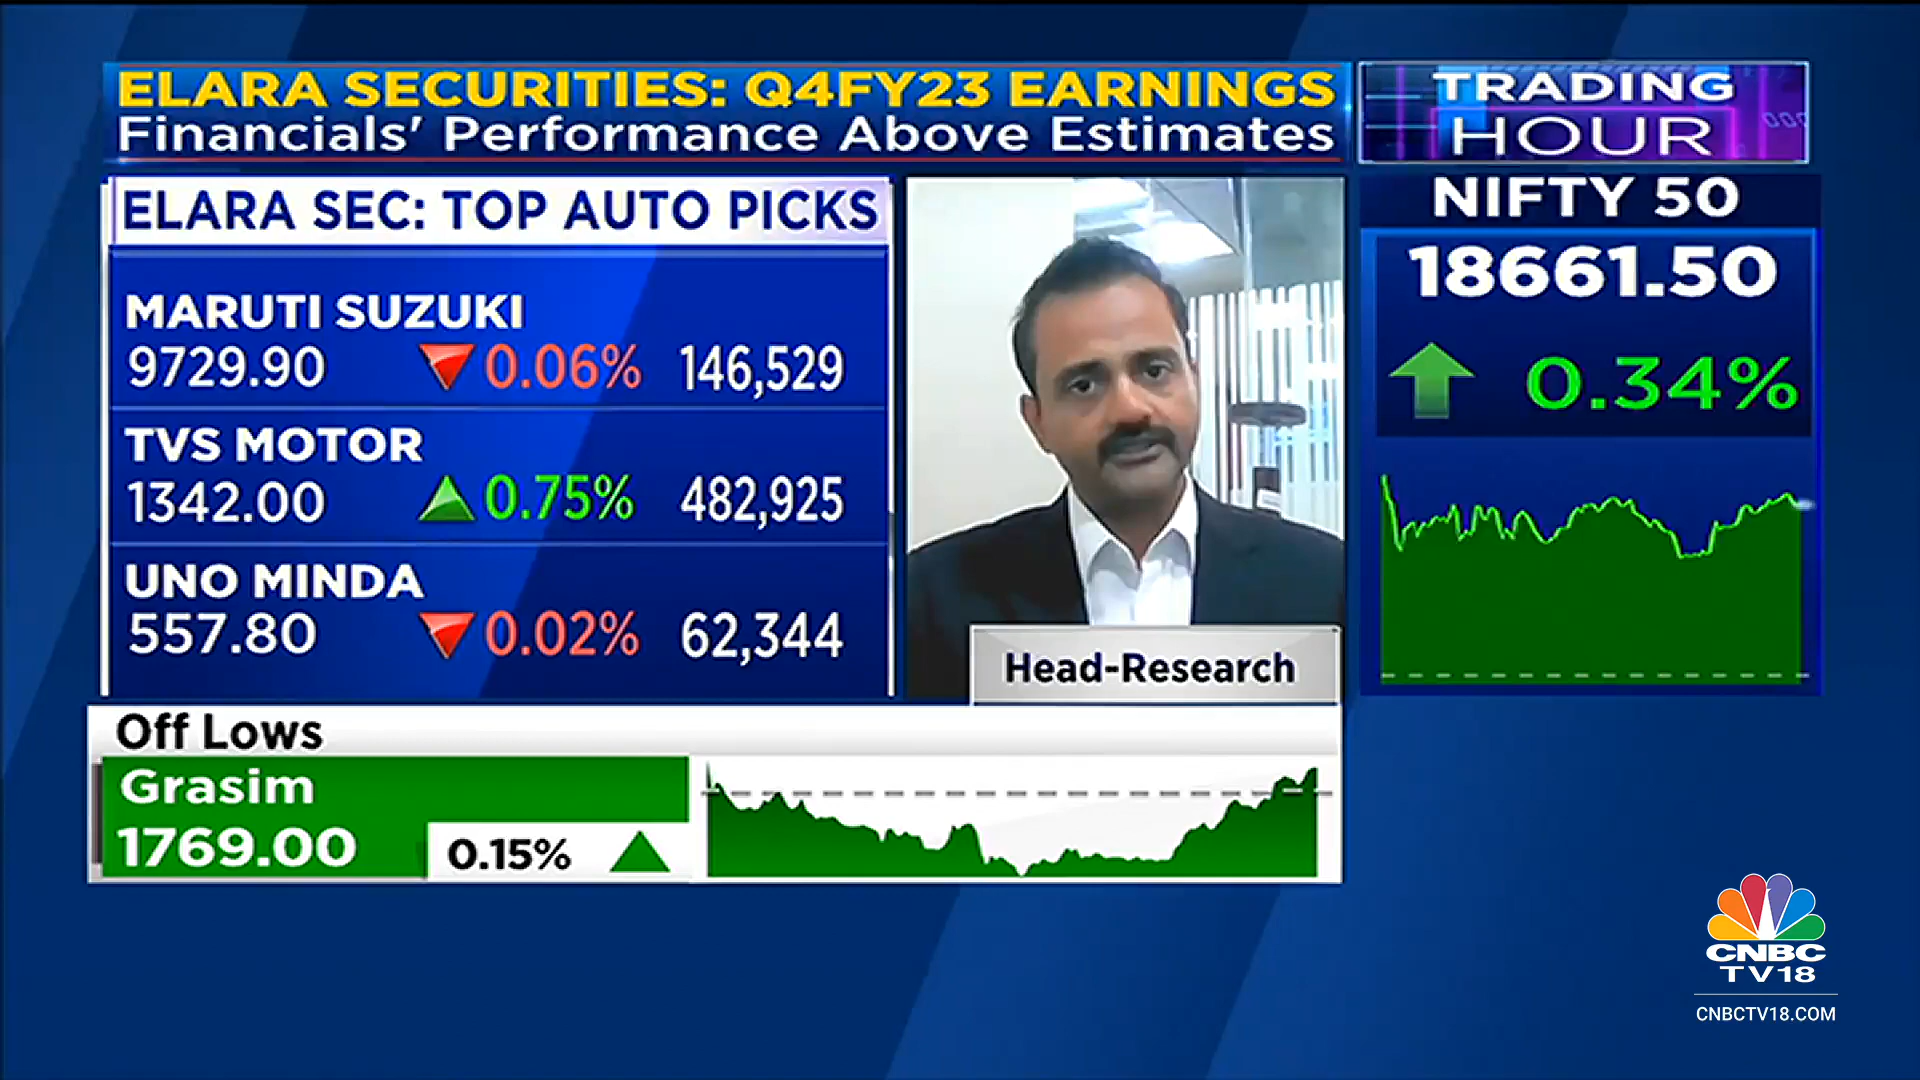 ELARA SECURITIES: Q4FY23 EARNINGS
Financials' Performance Above Estimates
TRADING
HOUR
ELARA SEC: TOP AUTO PICKS
MARUTI SUZUKI
9729.90 0.06% 146,529
TVS MOTOR
1342.00 0.75% 482,925
UNO MINDA
557.80 0.02% 62,344
Head-Research
NIFTY 50
18661.50
0.34%
Off Lows
Grasim
1769.00
0.15%
CNBC
TV18
CNBCTV18.COM